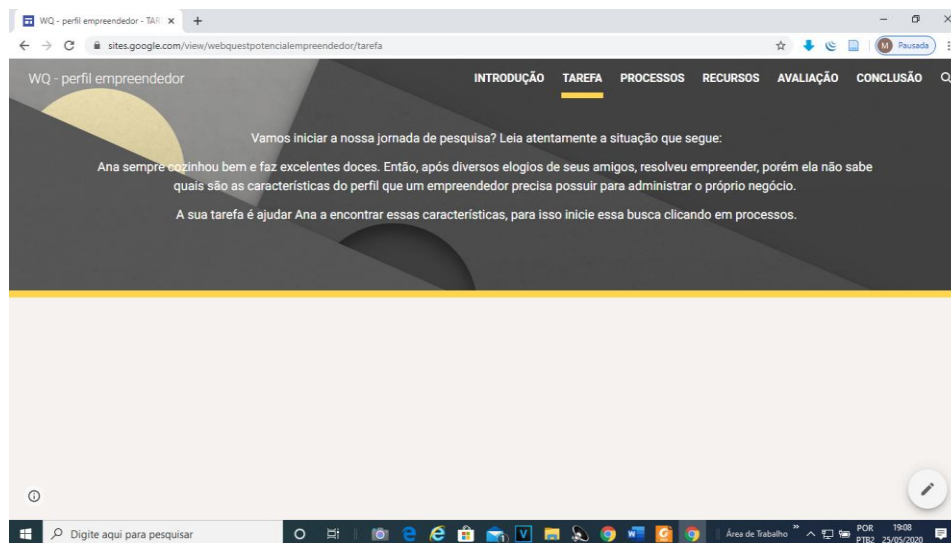 WQ - perfil empreendedor - TAR
sites.google.com/view/webquestpotencialempreendedor/tarefa
M Pausada
WQ - perfil empreendedor
INTRODUÇÃO TAREFA PROCESSOS RECURSOS AVALIAÇÃO CONCLUSÃO
Vamos iniciar a nossa jornada de pesquisa? Leia atentamente a situação que segue:
Ana sempre cozinhou bem e faz excelentes doces. Então, após diversos elogios de seus amigos, resolveu empreender, porém ela não sabe
quais são as características do perfil que um empreendedor precisa possuir para administrar o próprio negócio.
A sua tarefa é ajudar Ana a encontrar essas características, para isso inicie essa busca clicando em processos.
Digite aqui para pesquisar
Área de Trabalho
POR 19:08
PTB2 25/05/2020